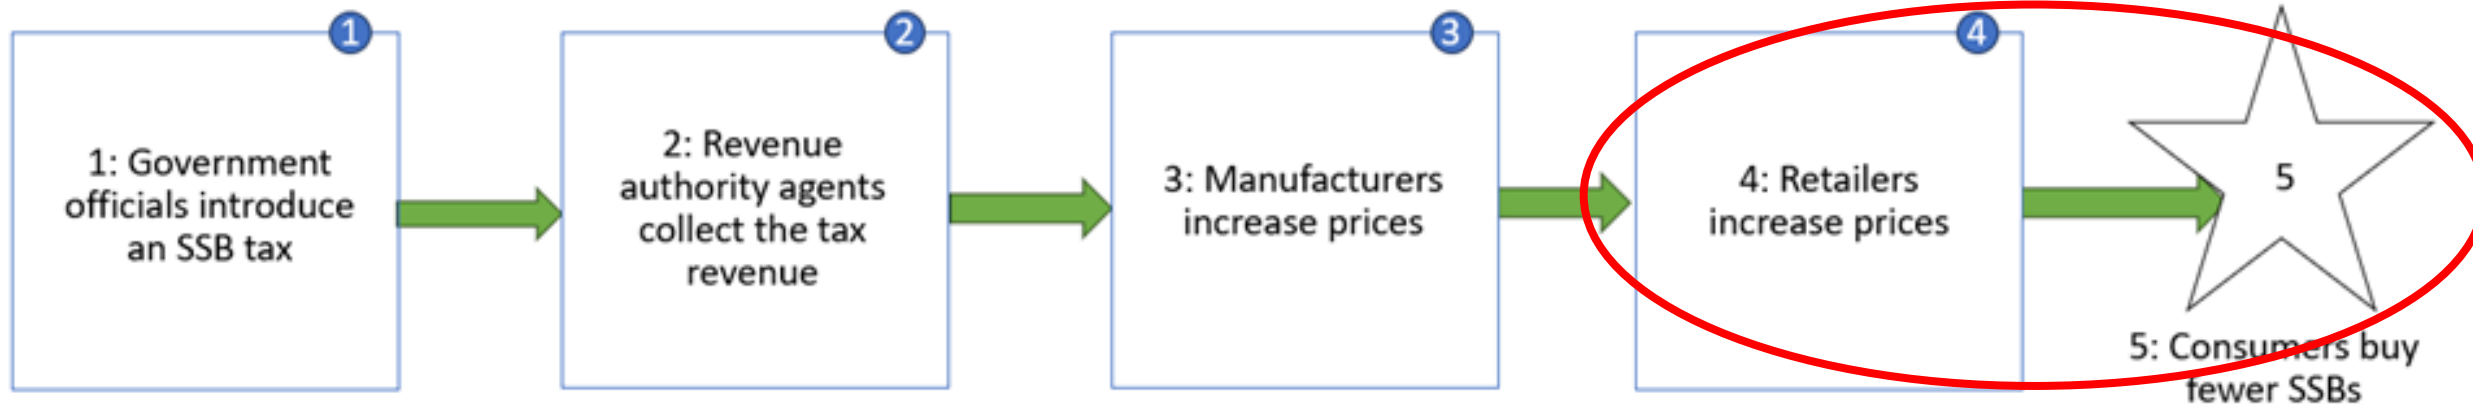 1
2
3
4
1: Government
officials introduce
an SSB tax
2: Revenue
authority agents
collect the tax
revenue
3: Manufacturers
increase prices
4: Retailers
increase prices
5
5: Consumers buy
fewer SSBs